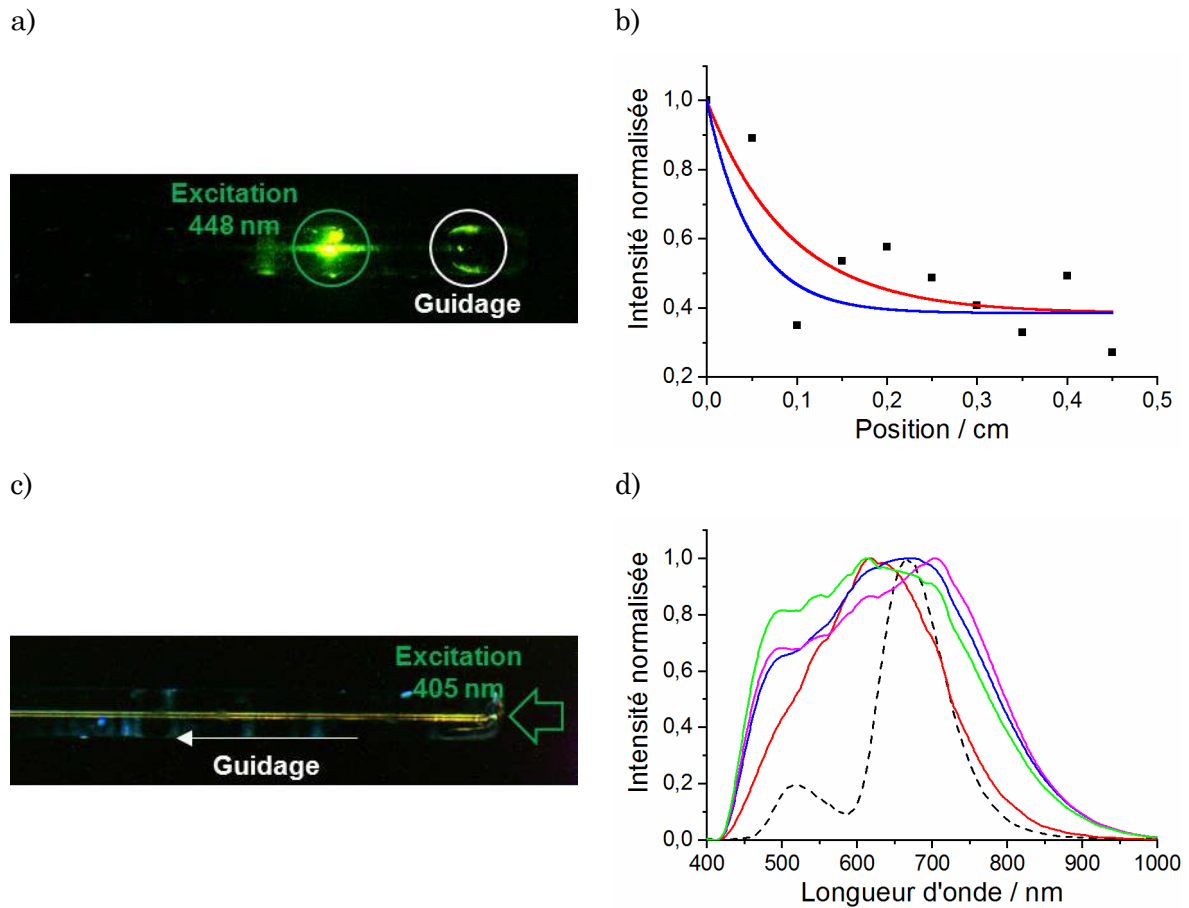 a)
Excitation
448 nm
Guidage
b)
Intensité normalisée
1,0
0,8
0,6
0,4
0,2
0,0
0,1
0,2
0,3
0,4
0,5
Position / cm
c)
Excitation
405 nm
Guidage
d)
Intensité normalisée
1,0
0,8
0,6
0,4
0,2
0,0
400
500
600
700
800
900
1000
Longueur d'onde / nm